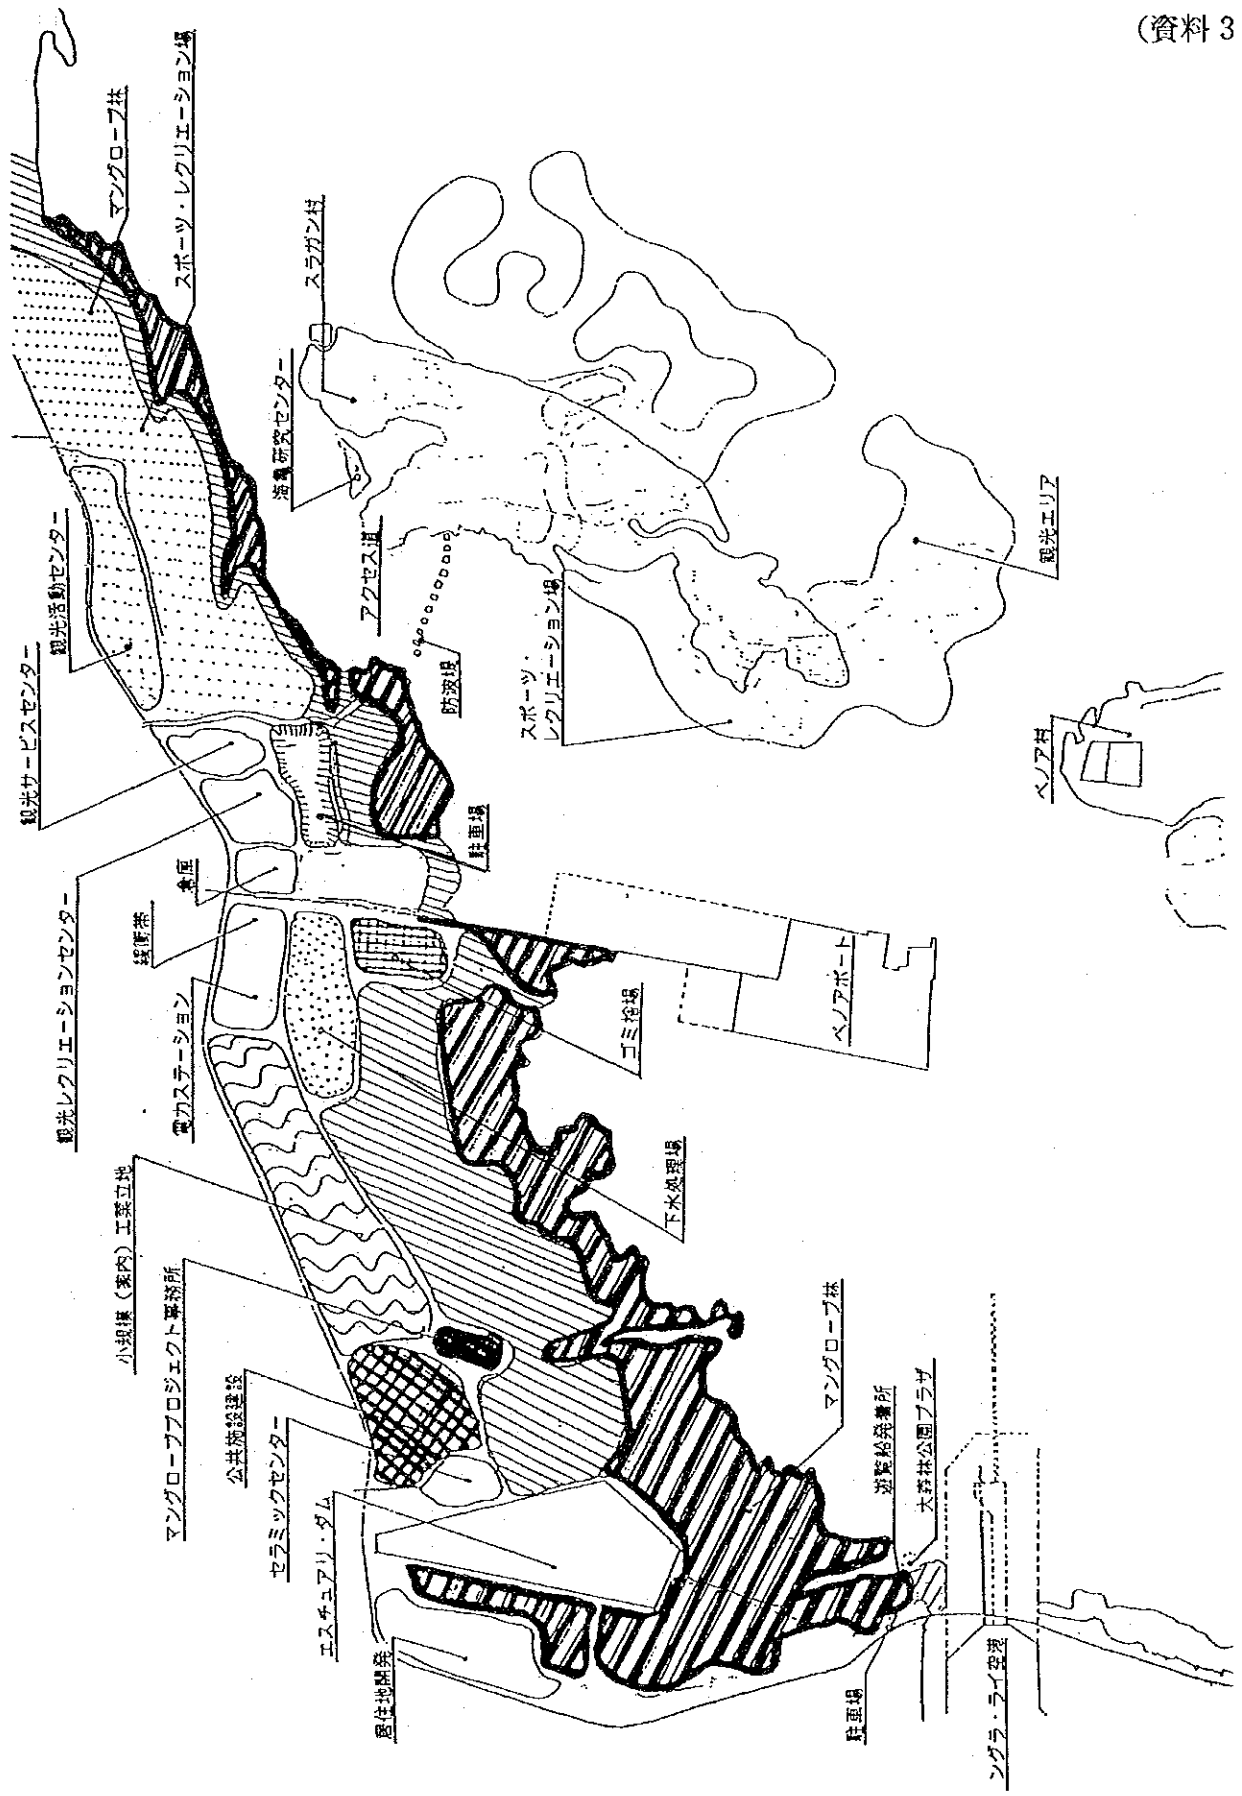 (資料 3
マングローブ林
スポーツ・レクリエーション場
スラガン村
海亀研究センター
観光活動センター
観光サービスセンター
アクセス道
防波堤
スポーツ・
レクリエーション場
観光エリア
ベノア村
駐車場
倉庫
緩衝帯
観光レクリエーションセンター
電力ステーション
ベノアポート
ゴミ捨場
下水処理場
小規模（案内）工業立地
マングローブプロジェクト事務所
公共施設建設
セラミックセンター
エスチュアリ・ダム
居住地開発
マングローブ林
遊覧船発着所
大森林公園プラザ
駐車場
ングラ・ライ空港